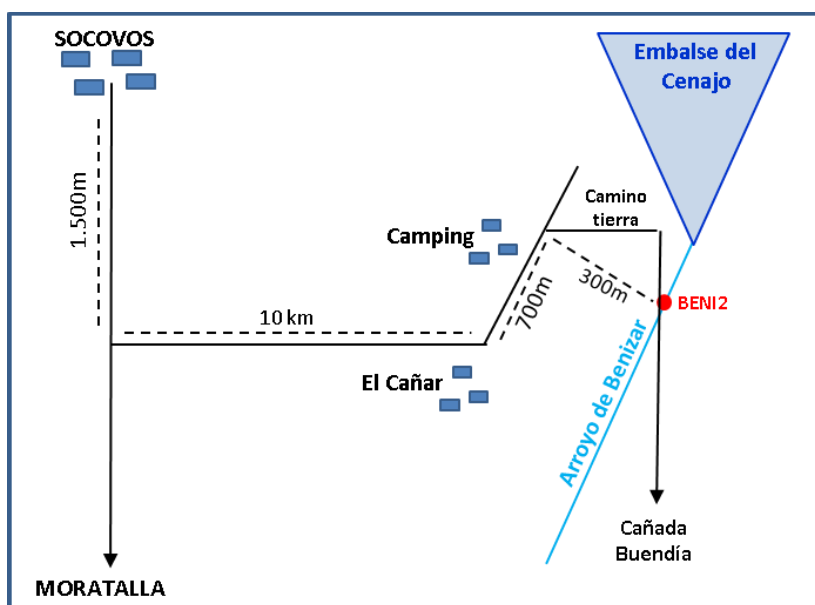 SOCOVOS
Embalse del
Cenajo
1.500m
Camino
tierra
Camping
300m
700m
BENI2
10 km
El Cañar
Arroyo de Benizar
Cañada
Buendía
MORATALLA